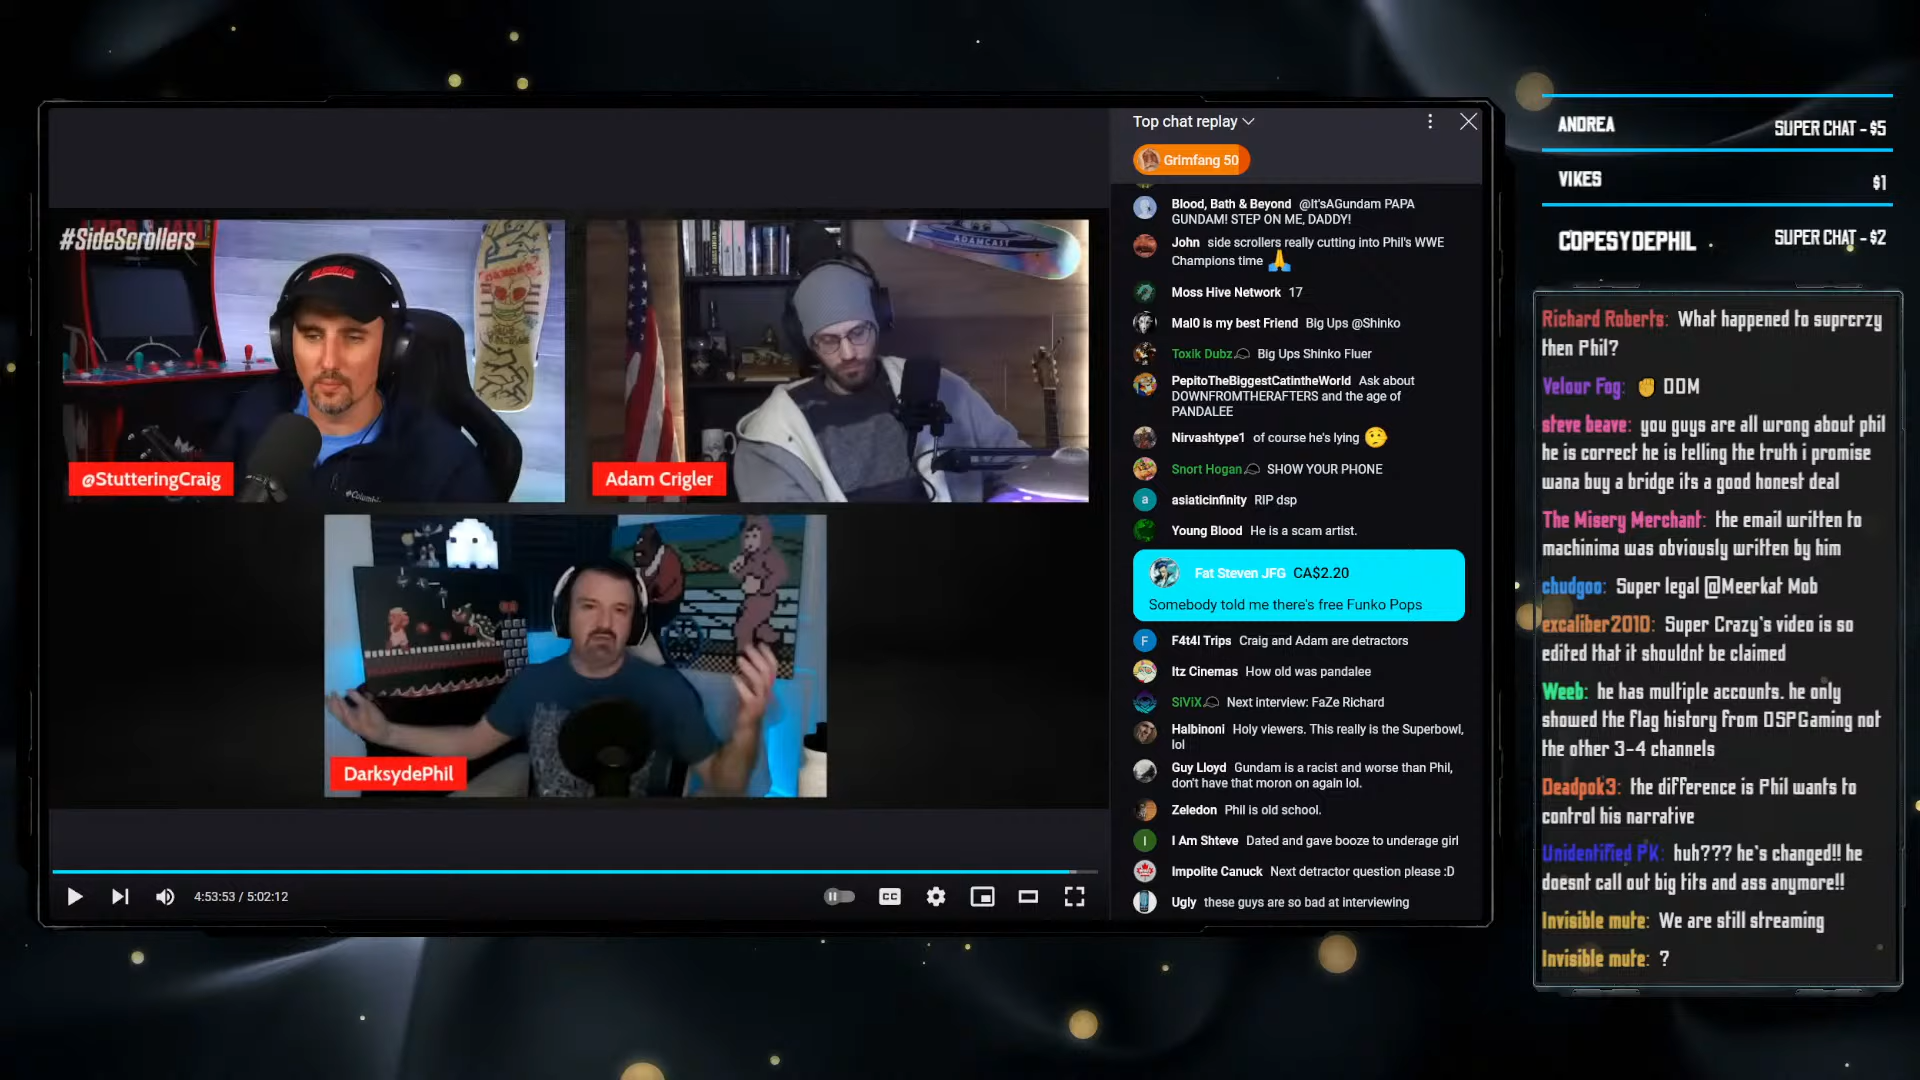 #SideScrollers
ADAMCAST
@StutteringCraig
Adam Crigler
DarksydePhil
4:53:53 / 5:02:12
CC
Top chat replay
Grimfang 50
Blood, Bath & Beyond @It'sAGundam PAPA
GUNDAM! STEP ON ME, DADDY!
John side scrollers really cutting into Phil's WWE
Champions time 🙏
Moss Hive Network 17
Mal0 is my best Friend Big Ups @Shinko
Toxik Dubz Big Ups Shinko Fluer
PepitoTheBiggestCatintheWorld Ask about
DOWNFROMTHERAFTERS and the age of
PANDALEE
Nirvashtype1 of course he's lying 🤨
Snort Hogan SHOW YOUR PHONE
a
asiaticinfinity RIP dsp
Young Blood He is a scam artist.
Fat Steven JFG CA$2.20
Somebody told me there's free Funko Pops
F
F4t4l Trips Craig and Adam are detractors
Itz Cinemas How old was pandalee
SiViX Next interview: FaZe Richard
Halbinoni Holy viewers. This really is the Superbowl,
lol
Guy Lloyd Gundam is a racist and worse than Phil,
don't have that moron on again lol.
Zeledon Phil is old school.
I
I Am Shteve Dated and gave booze to underage girl
Impolite Canuck Next detractor question please :D
Ugly these guys are so bad at interviewing
ANDREA SUPER CHAT - $5
VIKES $1
COPESYDEPHIL SUPER CHAT - $2
Richard Roberts: What happened to suprcrzy
then Phil?
Velour Fog: ✊ OOM
steve beave: you guys are all wrong about phil
he is correct he is telling the truth i promise
wana buy a bridge its a good honest deal
The Misery Merchant: the email written to
machinima was obviously written by him
chudgoo: Super legal @Meerkat Mob
excaliber2010: Super Crazy's video is so
edited that it shouldnt be claimed
Weeb: he has multiple accounts. he only
showed the flag history from DSPGaming not
the other 3-4 channels
Deadpok3: the difference is Phil wants to
control his narrative
Unidentified PK: huh??? he's changed!! he
doesnt call out big tits and ass anymore!!
Invisible mute: We are still streaming
Invisible mute: ?